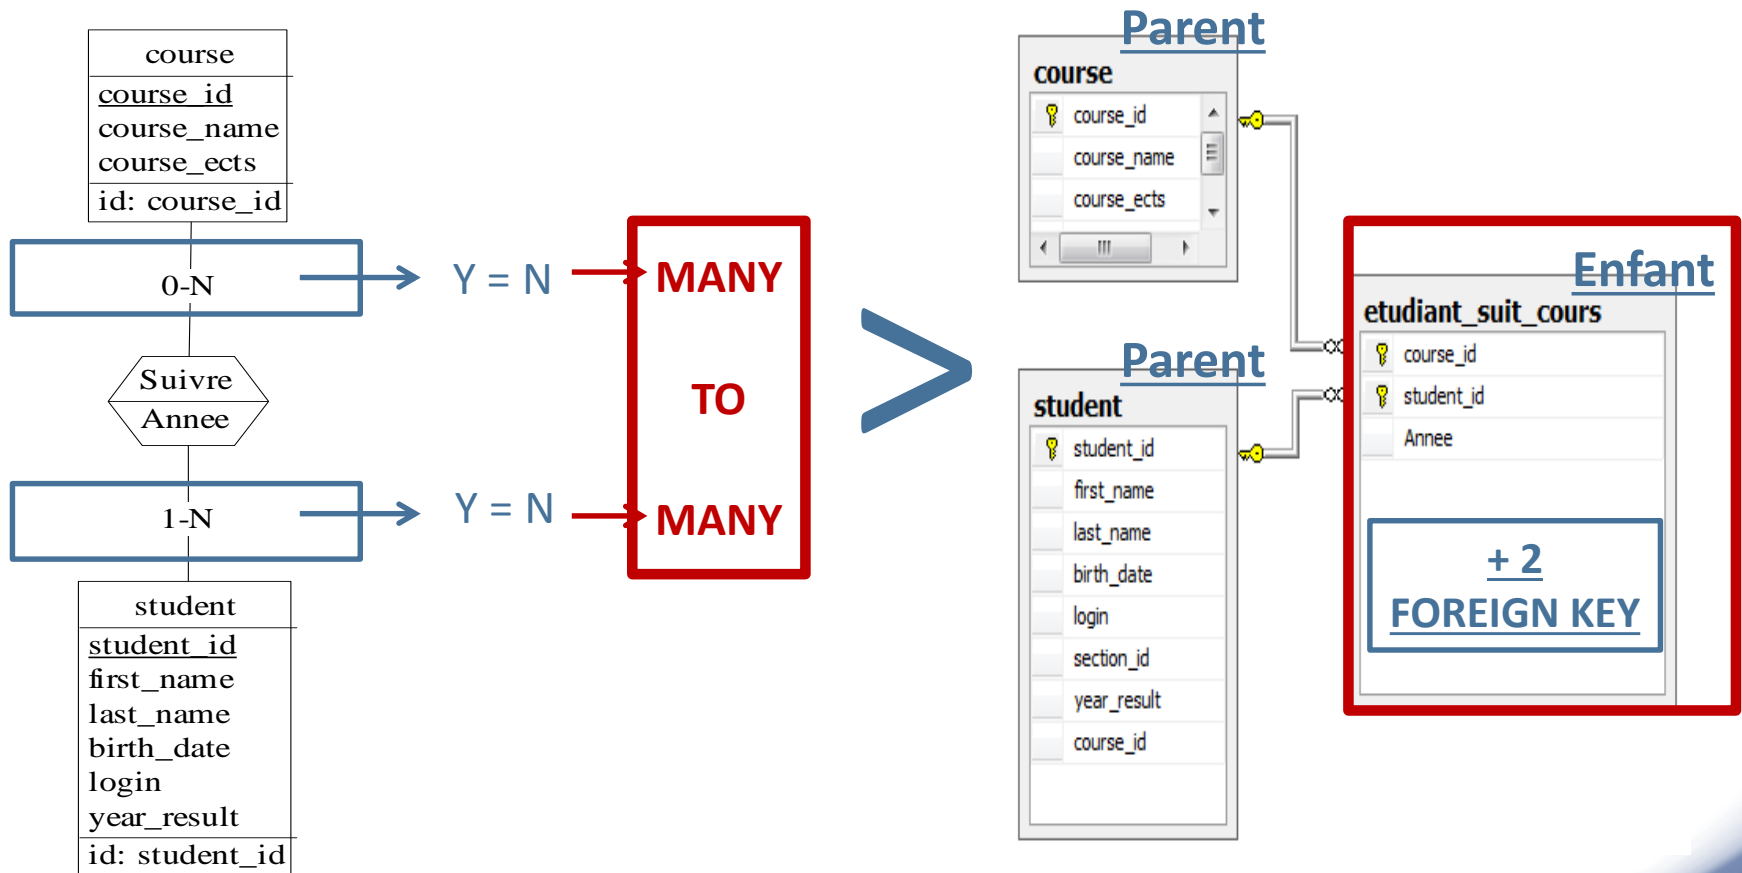 course
course_id
course_name
course_ects
id: course_id
0-N
Suivre
Annee
1-N
student
student_id
first_name
last_name
birth_date
login
year_result
id: student_id
Y = N
Y = N
MANY
TO
MANY
>
Parent
course
course_id
course_name
course_ects
Parent
student
student_id
first_name
last_name
birth_date
login
section_id
year_result
course_id
Enfant
etudiant_suit_cours
course_id
student_id
Annee
+ 2
FOREIGN KEY